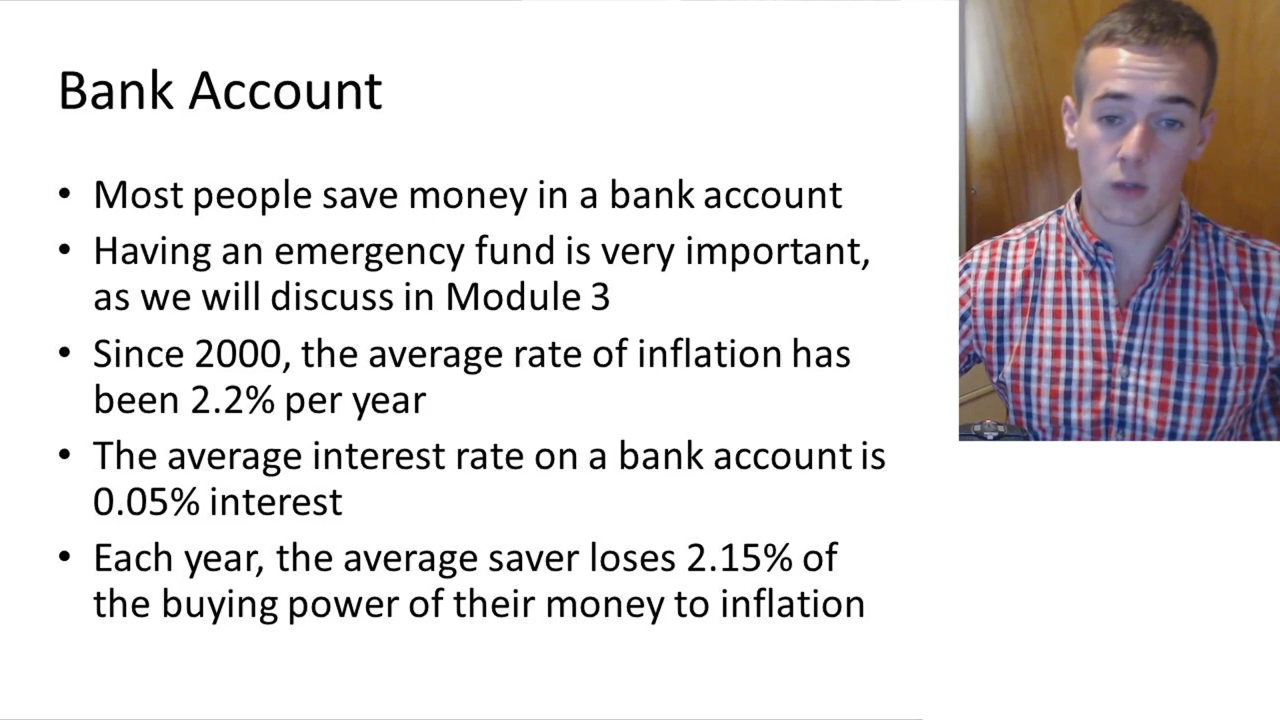 Bank Account
• Most people save money in a bank account
• Having an emergency fund is very important,
as we will discuss in Module 3
• Since 2000, the average rate of inflation has
been 2.2% per year
• The average interest rate on a bank account is
0.05% interest
• Each year, the average saver loses 2.15% of
the buying power of their money to inflation